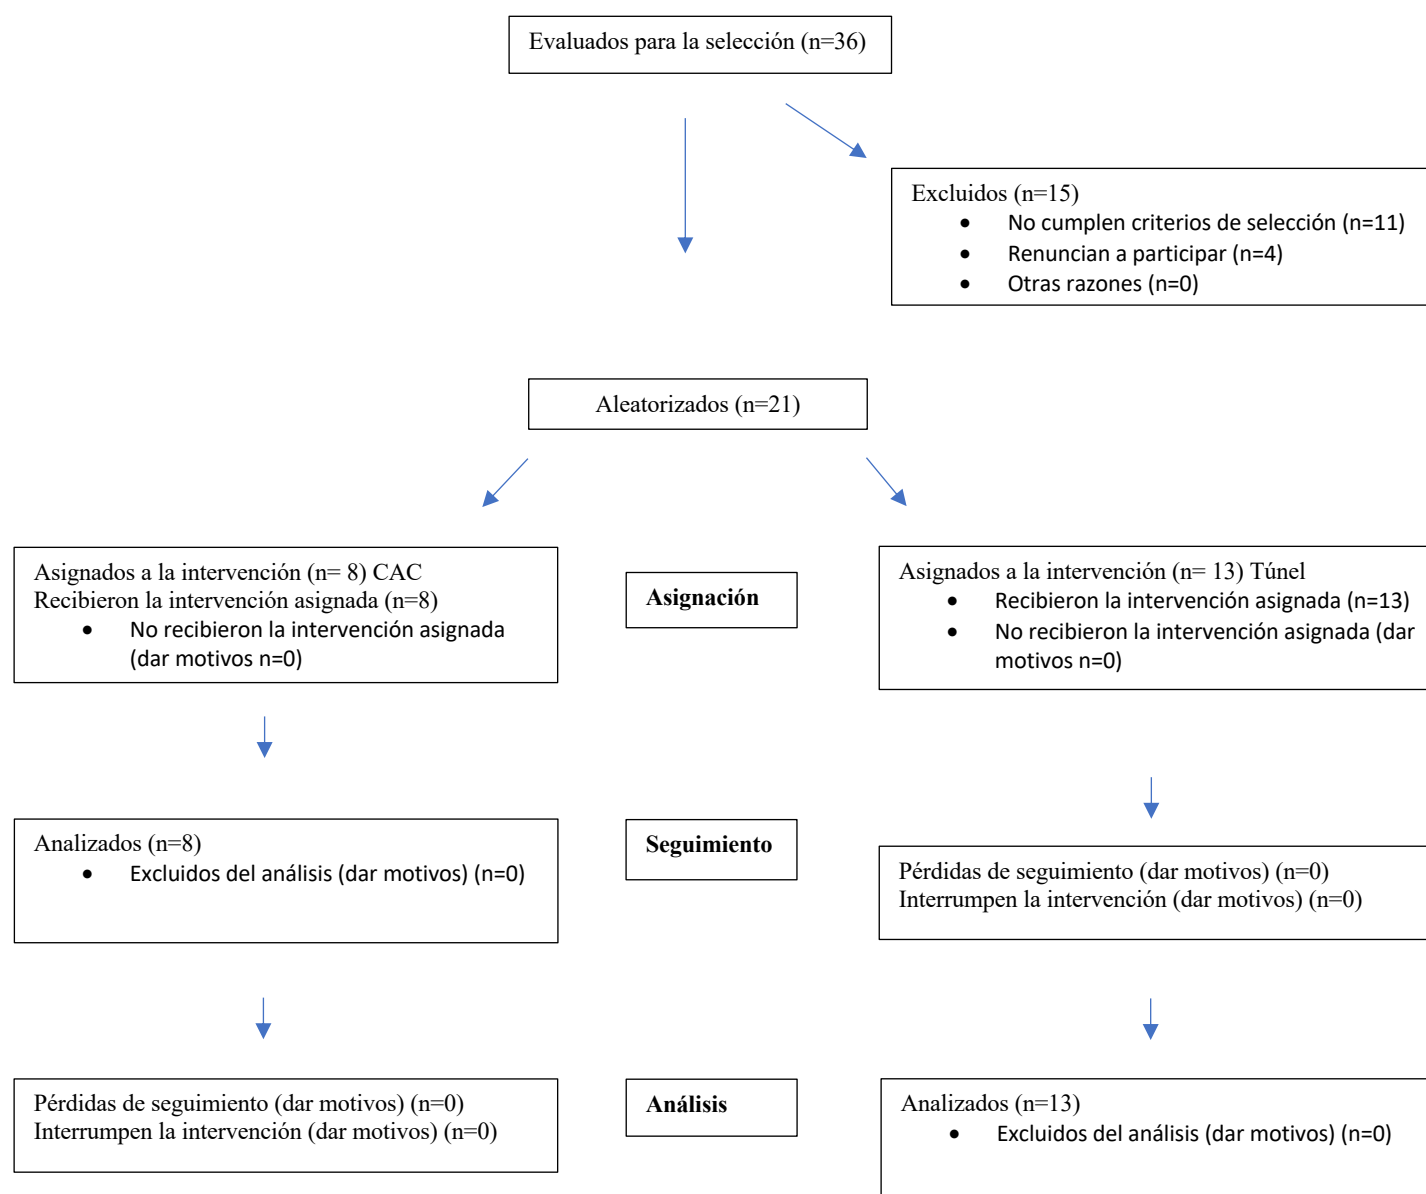 Evaluados para la selección (n=36)
Excluidos (n=15)
• No cumplen criterios de selección (n=11)
• Renuncian a participar (n=4)
• Otras razones (n=0)
Aleatorizados (n=21)
Asignados a la intervención (n= 8) CAC
Recibieron la intervención asignada (n=8)
• No recibieron la intervención asignada
(dar motivos n=0)
Asignación
Asignados a la intervención (n= 13) Túnel
• Recibieron la intervención asignada (n=13)
• No recibieron la intervención asignada (dar
motivos n=0)
Analizados (n=8)
• Excluidos del análisis (dar motivos) (n=0)
Seguimiento
Pérdidas de seguimiento (dar motivos) (n=0)
Interrumpen la intervención (dar motivos) (n=0)
Pérdidas de seguimiento (dar motivos) (n=0)
Interrumpen la intervención (dar motivos) (n=0)
Análisis
Analizados (n=13)
• Excluidos del análisis (dar motivos) (n=0)